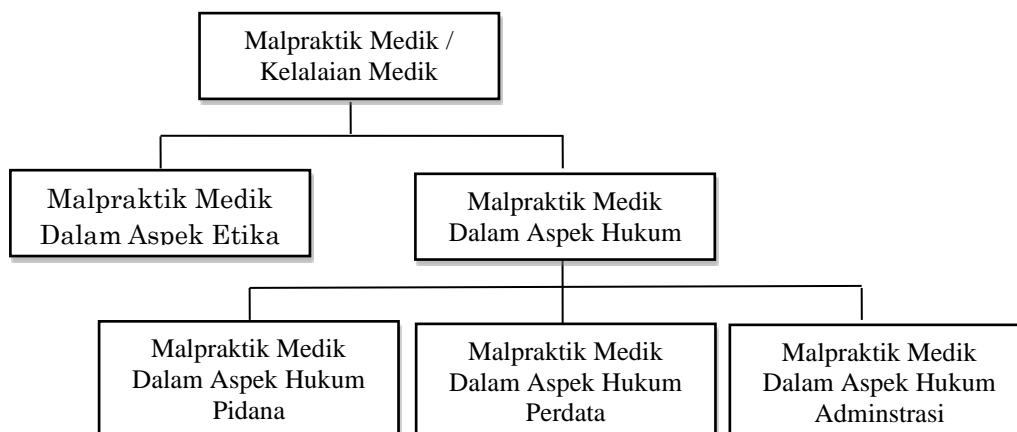 Malpraktik Medik /
Kelalaian Medik
Malpraktik Medik
Dalam Aspek Etika
Malpraktik Medik
Dalam Aspek Hukum
Malpraktik Medik
Dalam Aspek Hukum
Pidana
Malpraktik Medik
Dalam Aspek Hukum
Perdata
Malpraktik Medik
Dalam Aspek Hukum
Adminstrasi